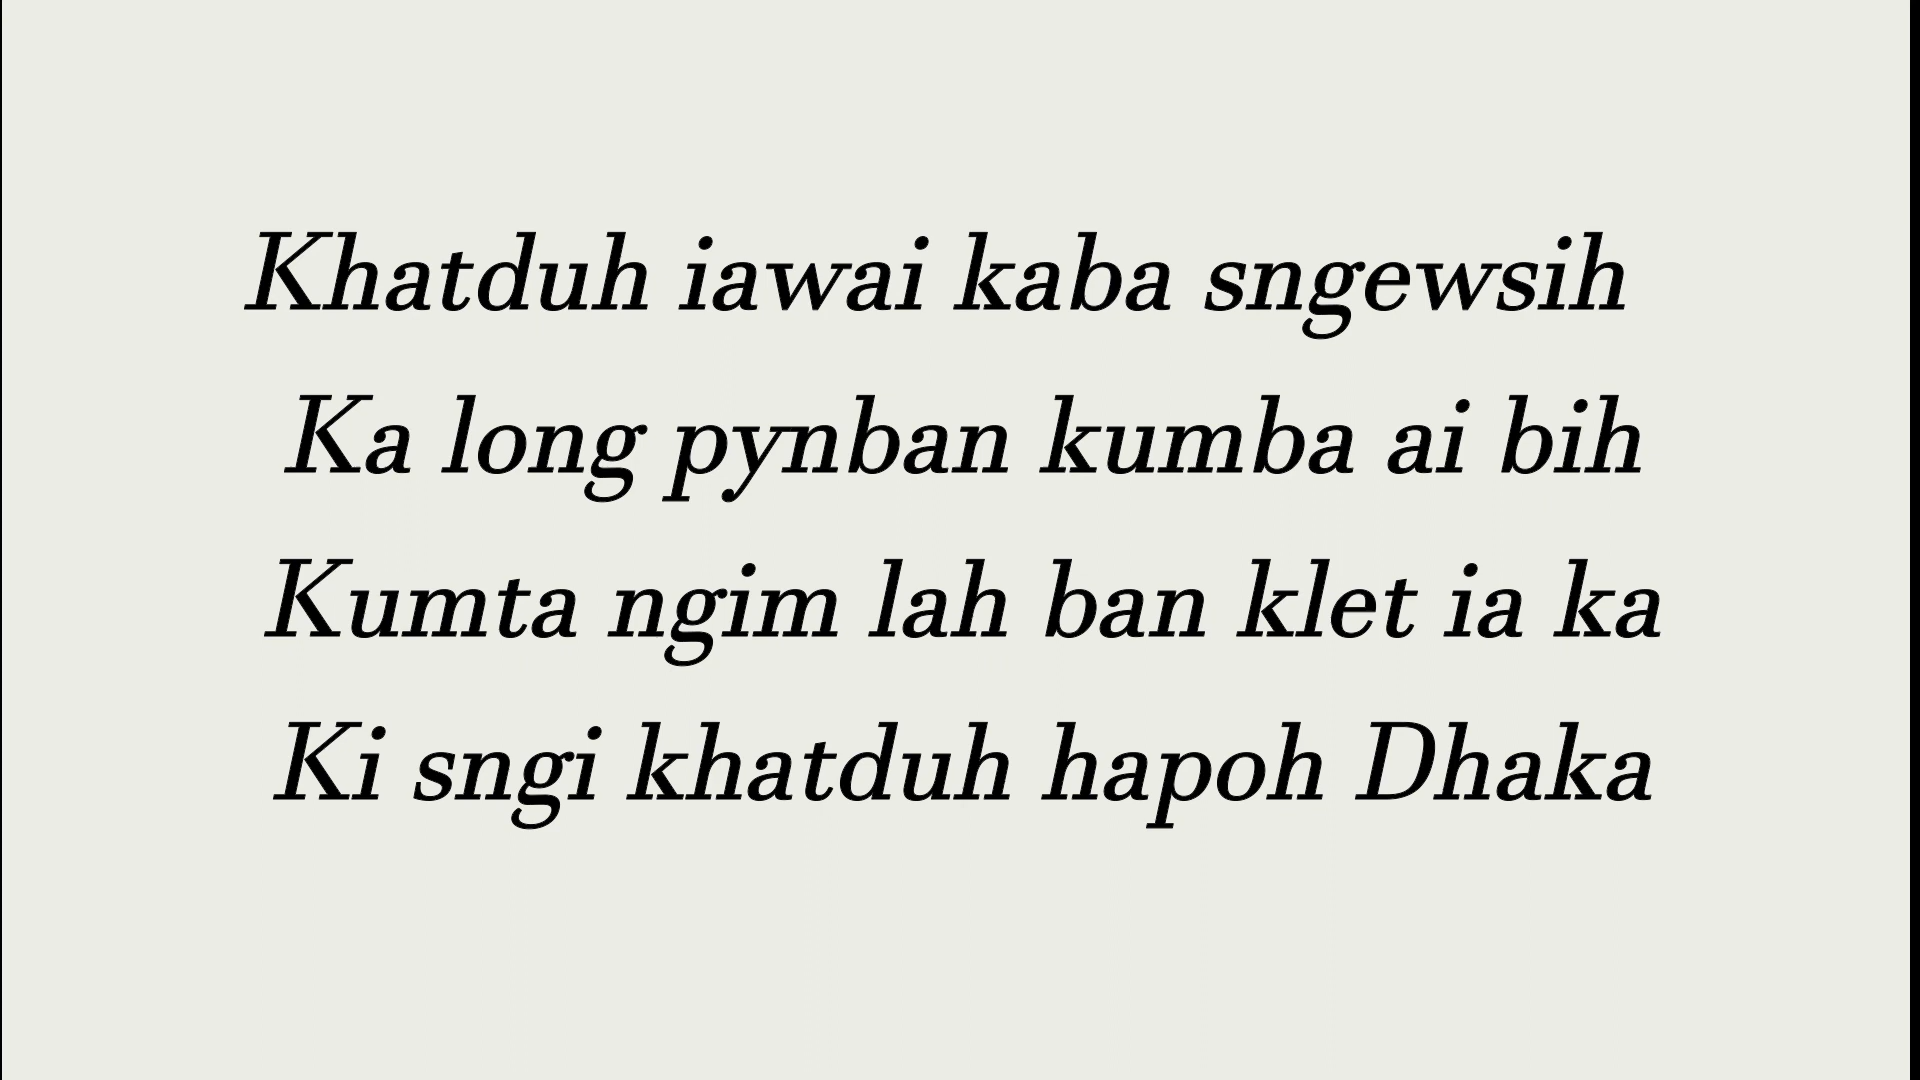 Khatduh iawai kaba sngewsih
Ka long pynban kumba ai bih
Kumta ngim lah ban klet ia ka
Ki sngi khatduh hapoh Dhaka